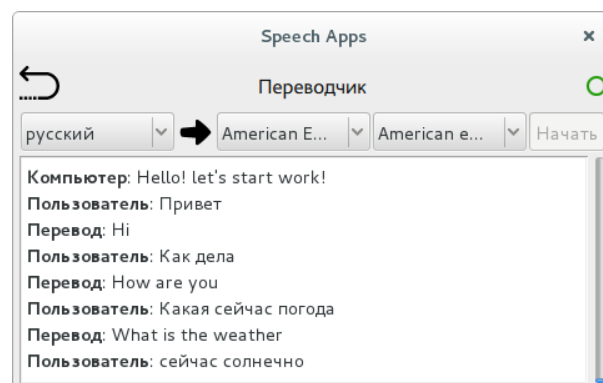 Speech Apps
Переводчик
русский American E... American e... Начать
Компьютер: Hello! let's start work!
Пользователь: Привет
Перевод: Hi
Пользователь: Как дела
Перевод: How are you
Пользователь: Какая сейчас погода
Перевод: What is the weather
Пользователь: сейчас солнечно